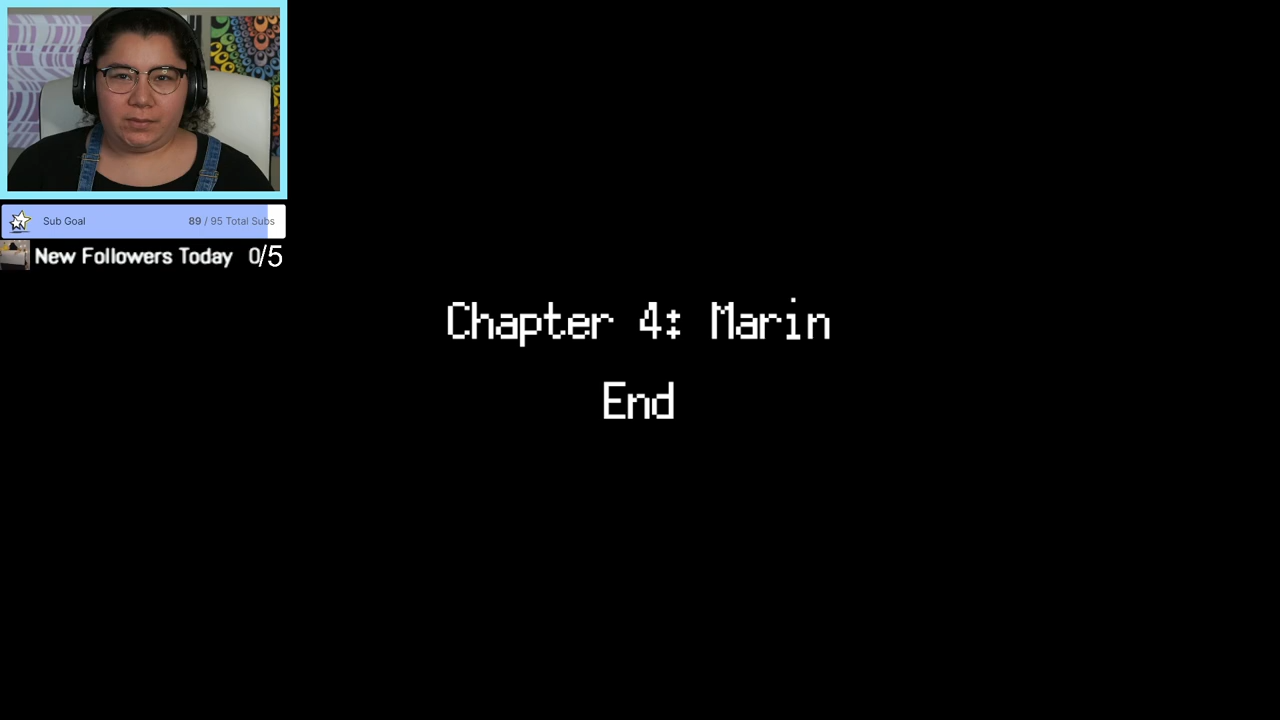 Sub Goal 89 / 95 Total Subs
New Followers Today 0/5
Chapter 4: Marin
End